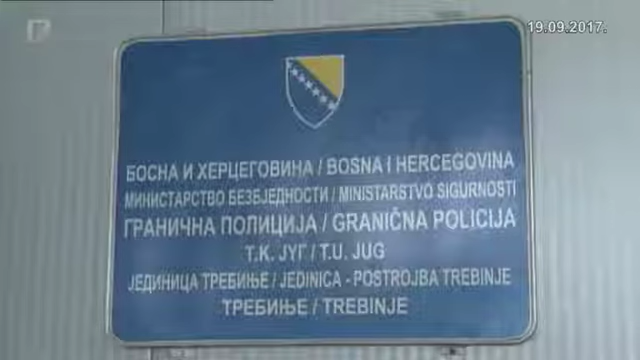 19.09.2017.
БОСНА И ХЕРЦЕГОВИНА / BOSNA I HERCEGOVINA
МИНИСТАРСТВО БЕЗБЈЕДНОСТИ / MINISTARSTVO SIGURNOSTI
ГРАНИЧНА ПОЛИЦИЈА / GRANIČNA POLICIJA
Т.К. ЈУГ / T.U. JUG
ЈЕДИНИЦА ТРЕБИЊЕ / JEDINICA - POSTROJBA TREBINJE
ТРЕБИЊЕ / TREBINJE